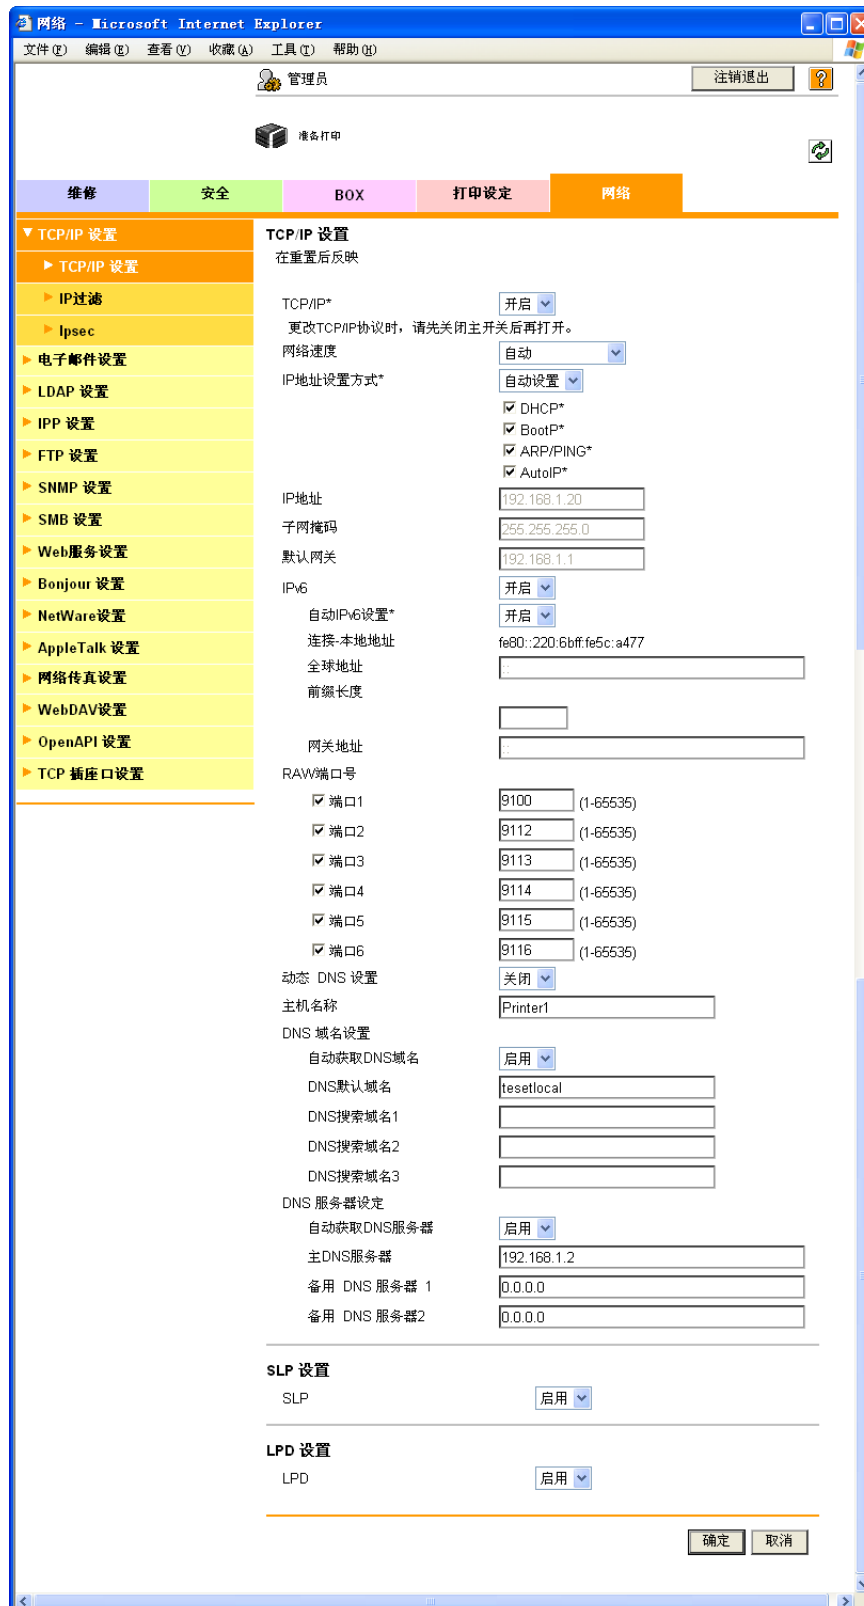 网络 - Microsoft Internet Explorer
文件(F) 编辑(E) 查看(V) 收藏(A) 工具(T) 帮助(H)
管理员 注销退出 ?
准备打印
维修 安全 BOX 打印设定 网络
TCP/IP 设置
TCP/IP 设置
IP过滤
Ipsec
电子邮件设置
LDAP 设置
IPP 设置
FTP 设置
SNMP 设置
SMB 设置
Web服务设置
Bonjour 设置
NetWare设置
AppleTalk 设置
网络传真设置
WebDAV设置
OpenAPI 设置
TCP 插座口设置
TCP/IP 设置
在重置后反映
TCP/IP* 开启
更改TCP/IP协议时，请先关闭主开关后再打开。
网络速度 自动
IP地址设置方式* 自动设置
DHCP*
BootP*
ARP/PING*
AutoIP*
IP地址 192.168.1.20
子网掩码 255.255.255.0
默认网关 192.168.1.1
IPv6 开启
自动IPv6设置* 开启
连接-本地地址 fe80::220:6bff:fe5c:a477
全球地址 ::
前缀长度
网关地址 ::
RAW端口号
端口1 9100 (1-65535)
端口2 9112 (1-65535)
端口3 9113 (1-65535)
端口4 9114 (1-65535)
端口5 9115 (1-65535)
端口6 9116 (1-65535)
动态 DNS 设置 关闭
主机名称 Printer1
DNS 域名设置
自动获取DNS域名 启用
DNS默认域名 tesetlocal
DNS搜索域名1
DNS搜索域名2
DNS搜索域名3
DNS 服务器设定
自动获取DNS服务器 启用
主DNS服务器 192.168.1.2
备用 DNS 服务器 1 0.0.0.0
备用 DNS 服务器2 0.0.0.0
SLP 设置
SLP 启用
LPD 设置
LPD 启用
确定 取消